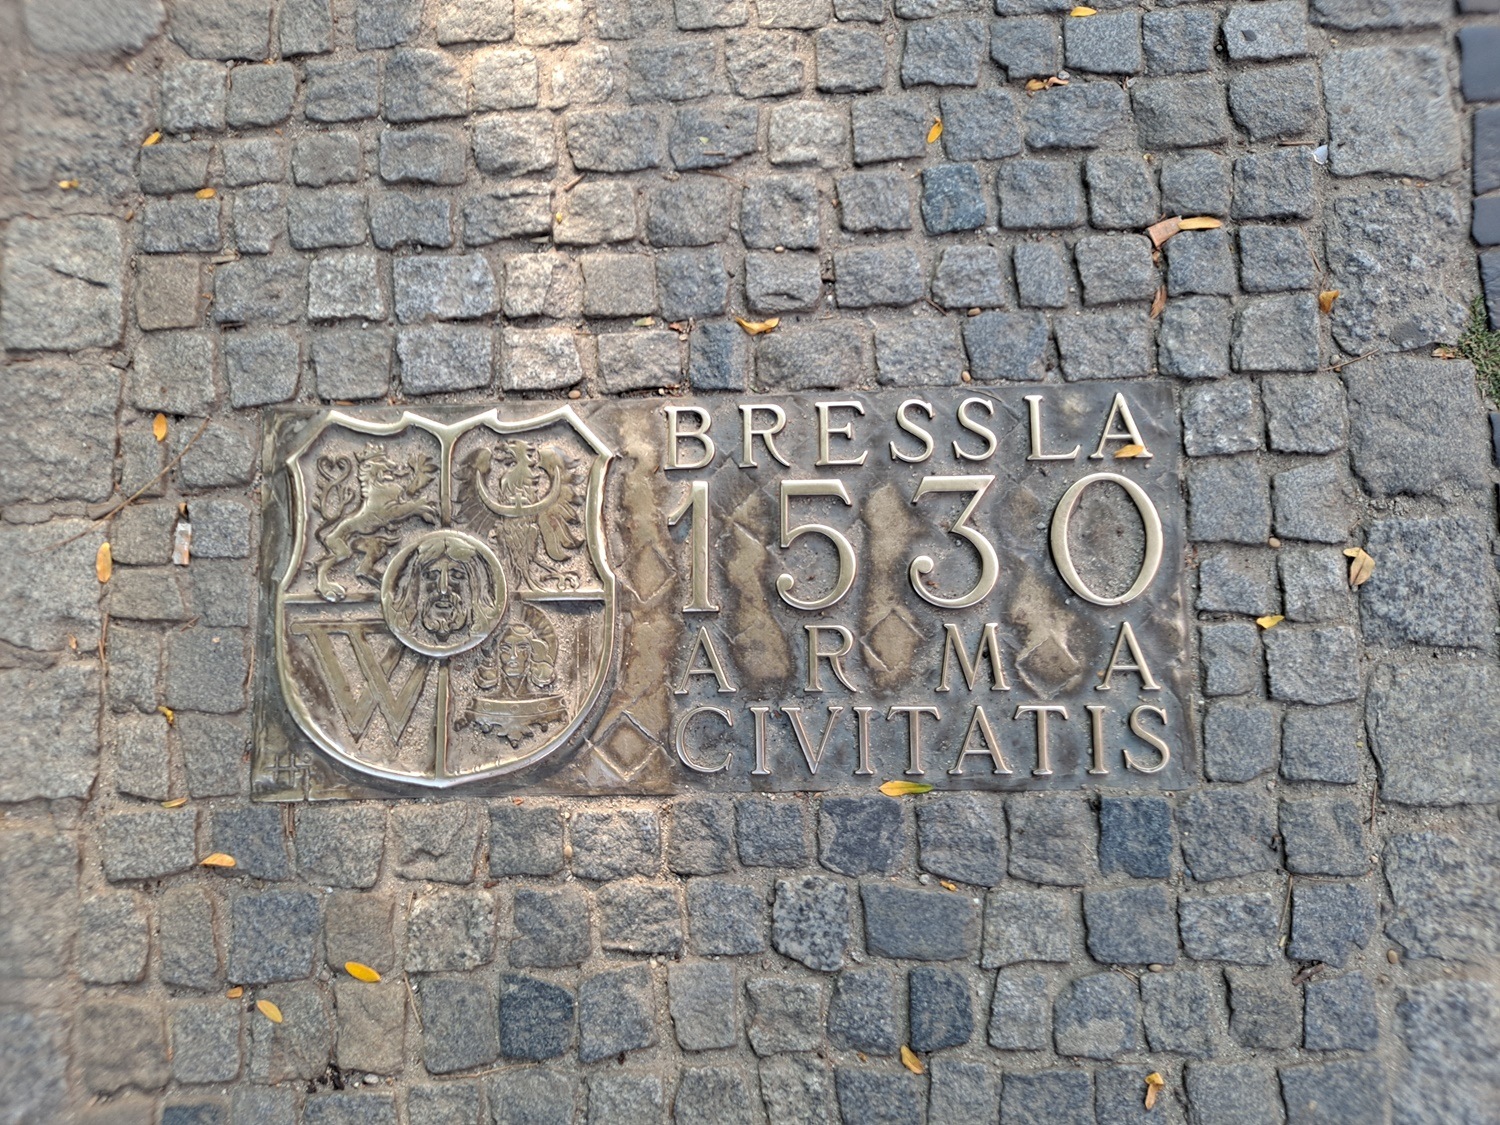 W
BRESSLA
1530
ARMA
CIVITATIS